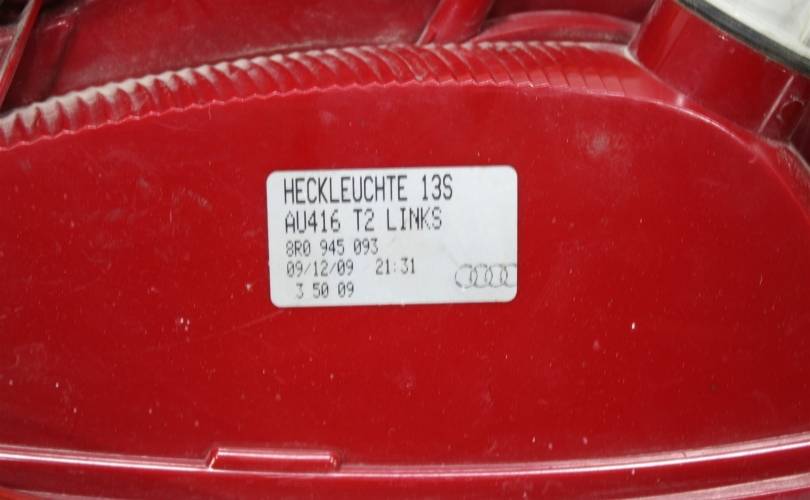 HECKLEUCHTE 13S
AU416 T2 LINKS
8R0 945 093
09/12/09 21:31
3 50 09